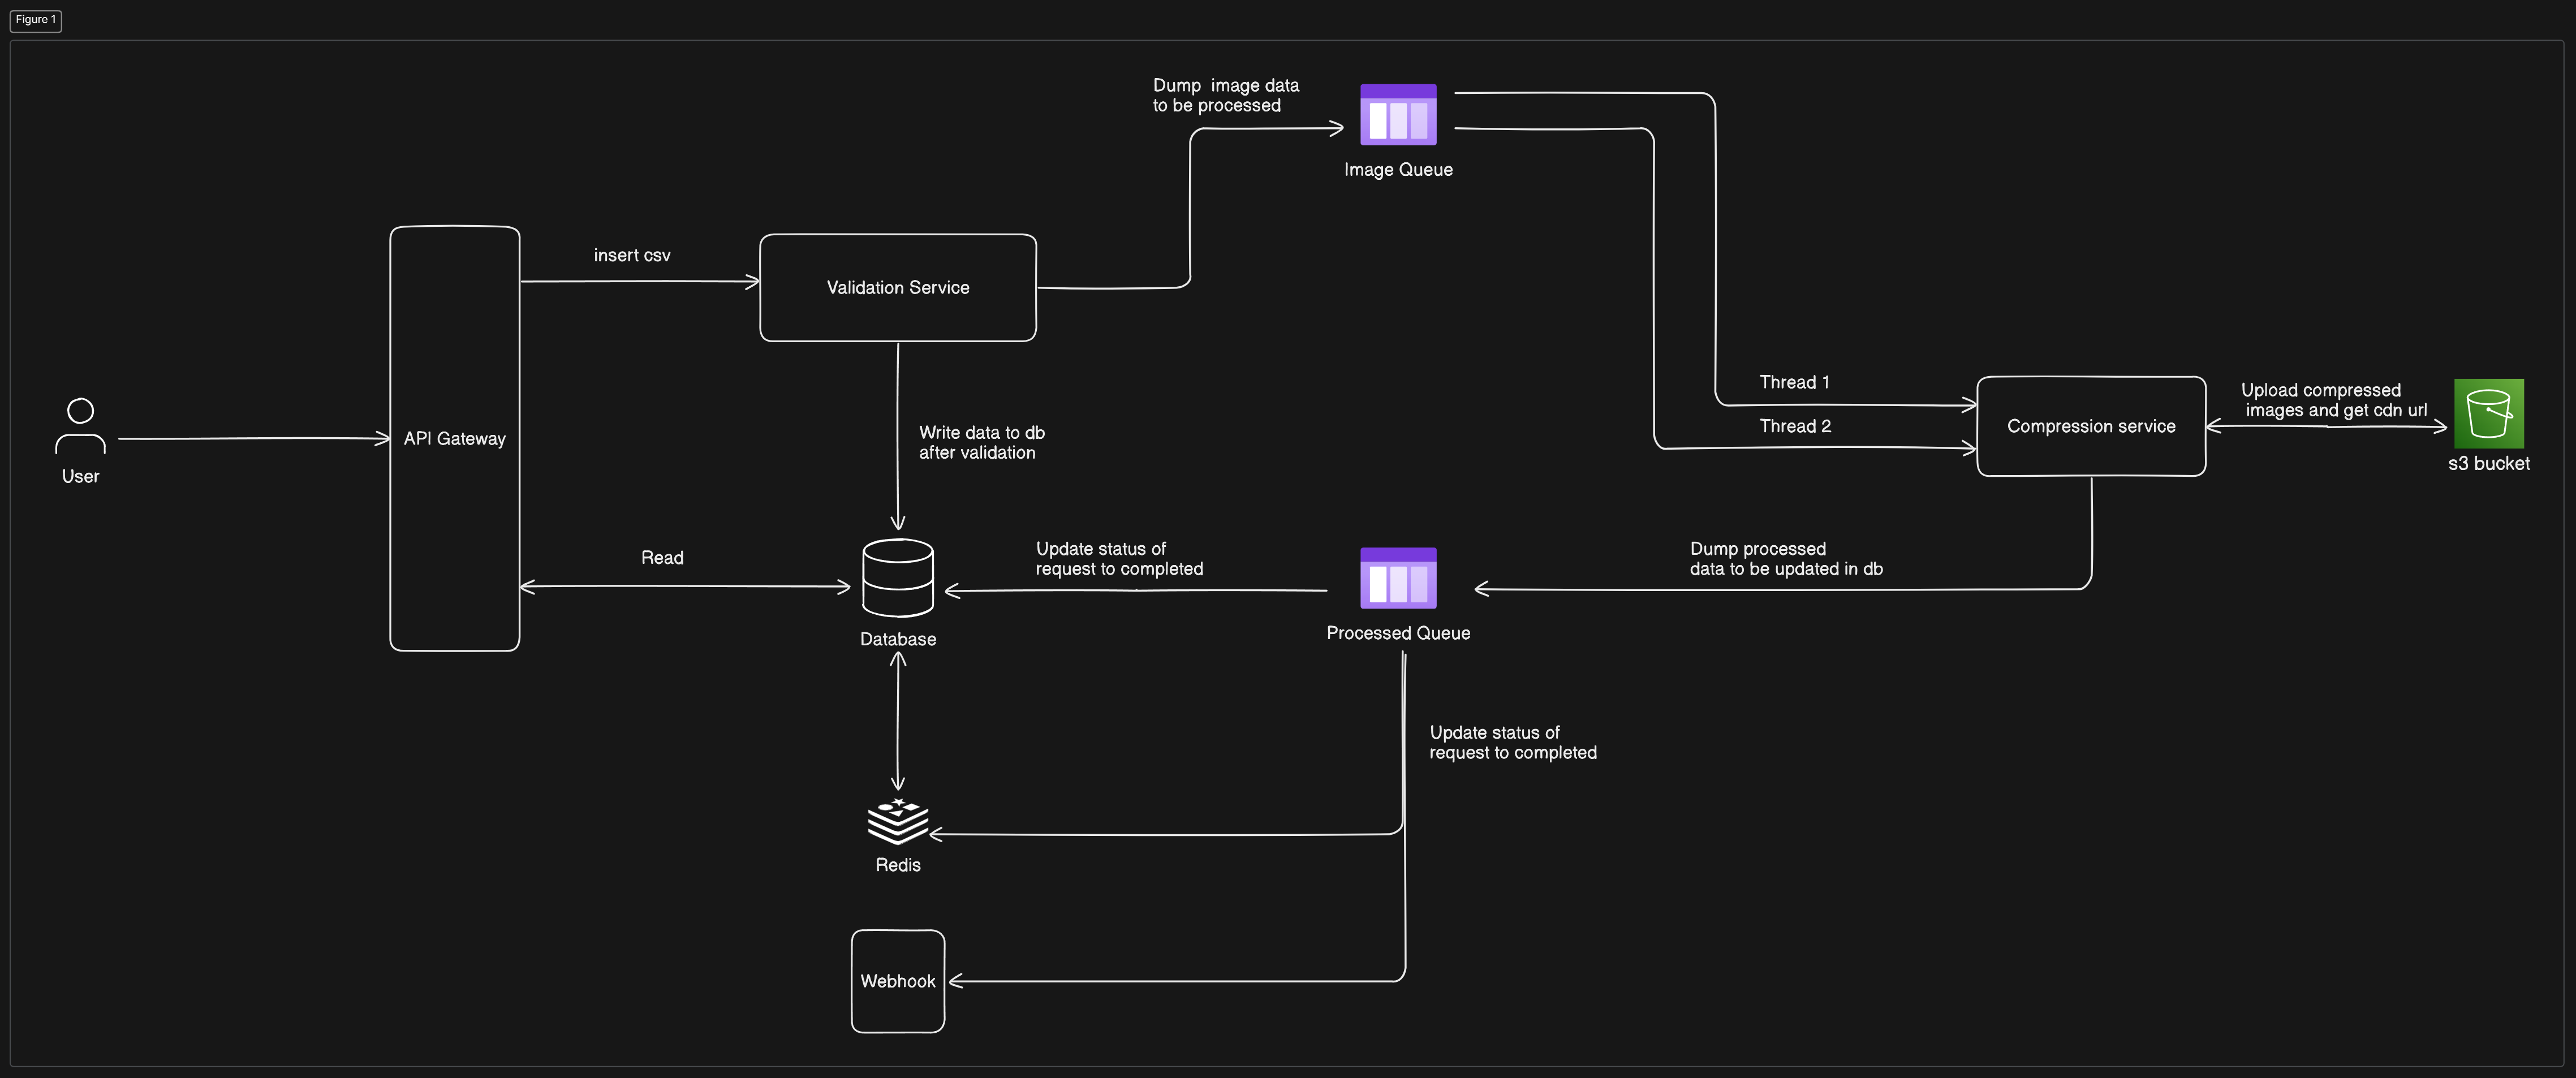 Figure 1
Dump  image data
to be processed
Image Queue
insert csv
Validation Service
Thread 1
Thread 2
Compression service
Upload compressed
images and get cdn url
s3 bucket
User
API Gateway
Write data to db
after validation
Read
Database
Update status of
request to completed
Processed Queue
Dump processed
data to be updated in db
Update status of
request to completed
Redis
Webhook